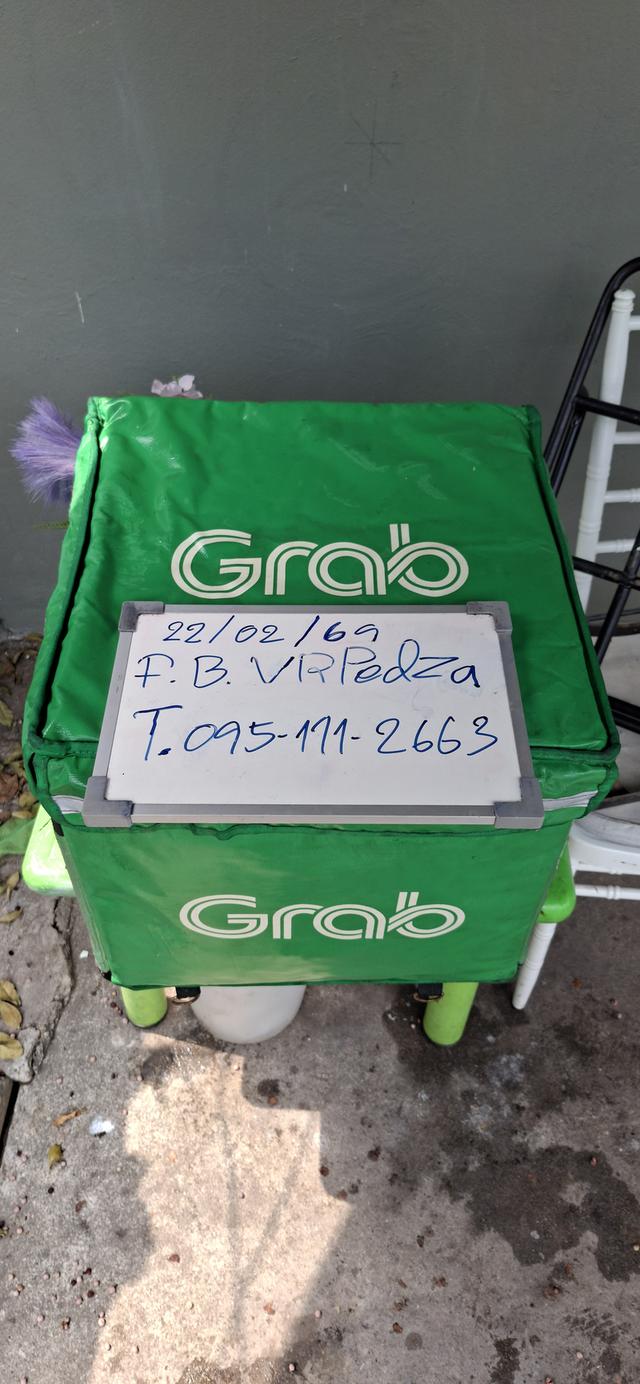 Grab
22/02/69
F.B. VRPedza
T.095-111-2663
Grab